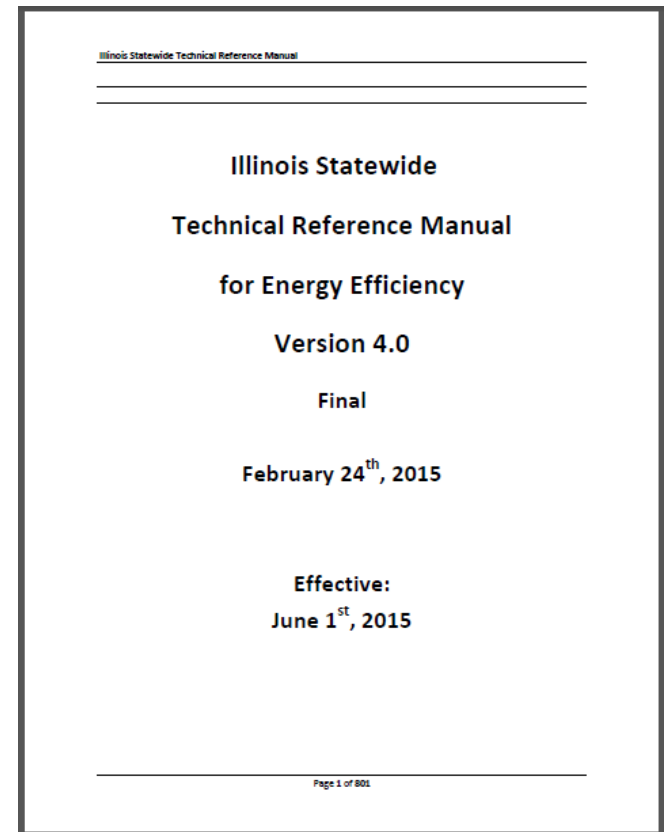 Illinois Statewide Technical Reference Manual
Illinois Statewide
Technical Reference Manual
for Energy Efficiency
Version 4.0
Final
February 24th, 2015
Effective:
June 1st, 2015
Page 1 of 801